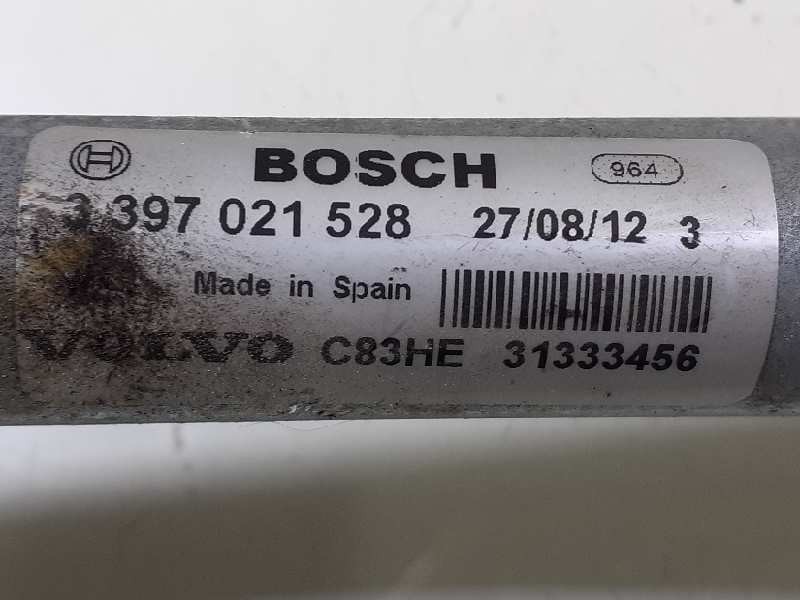 BOSCH 964
3 397 021 528 27/08/12 3
Made in Spain
VOLVO C83HE 31333456